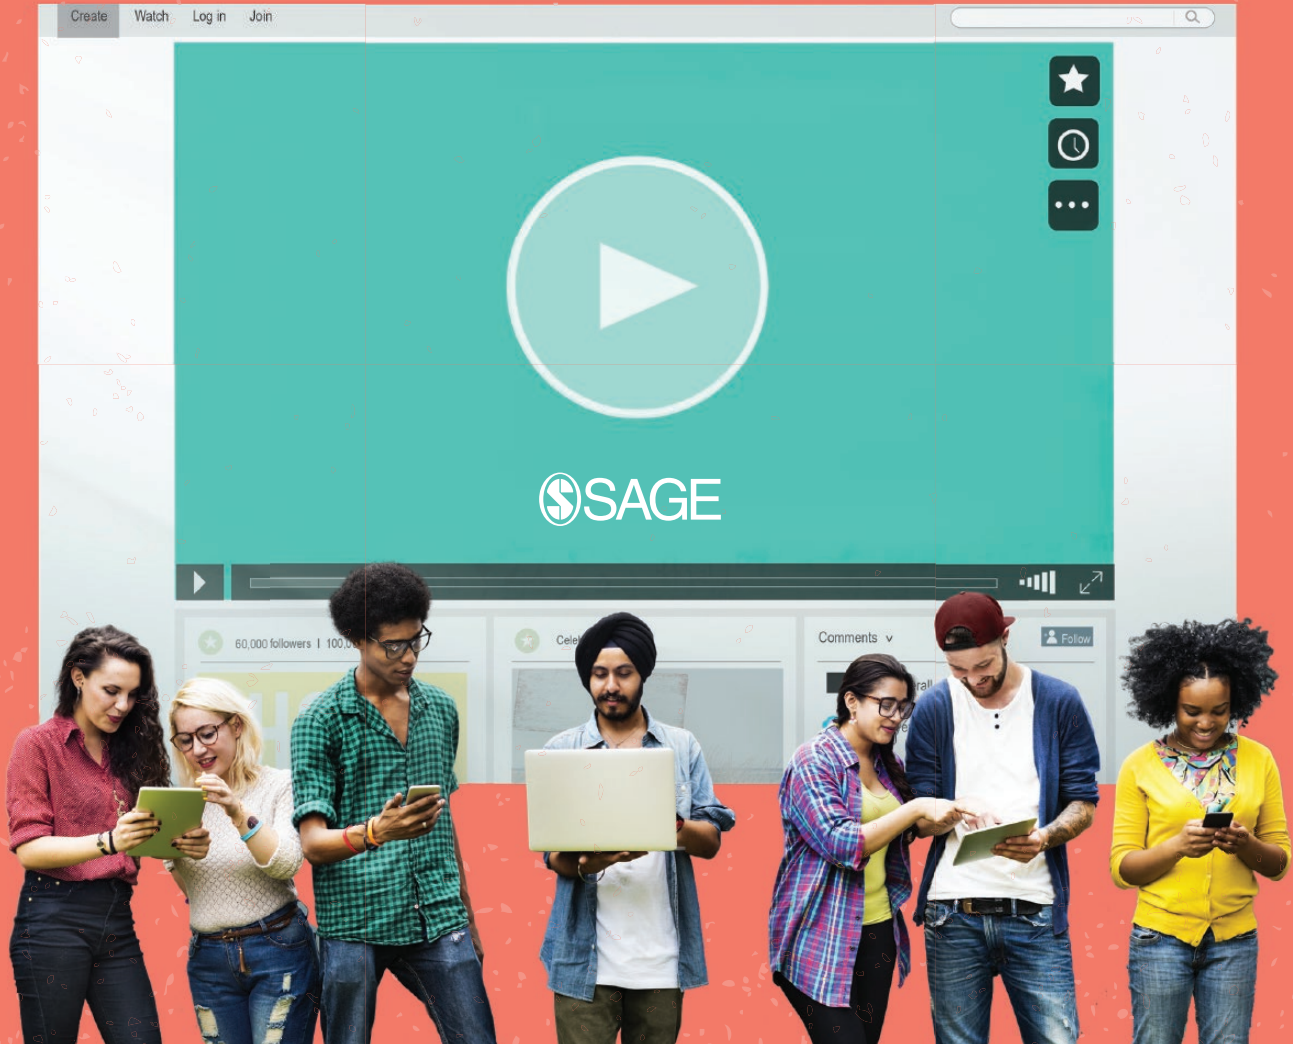 Create Watch Log in Join
SAGE
60,000 followers | 100,0
Comments v
Follow